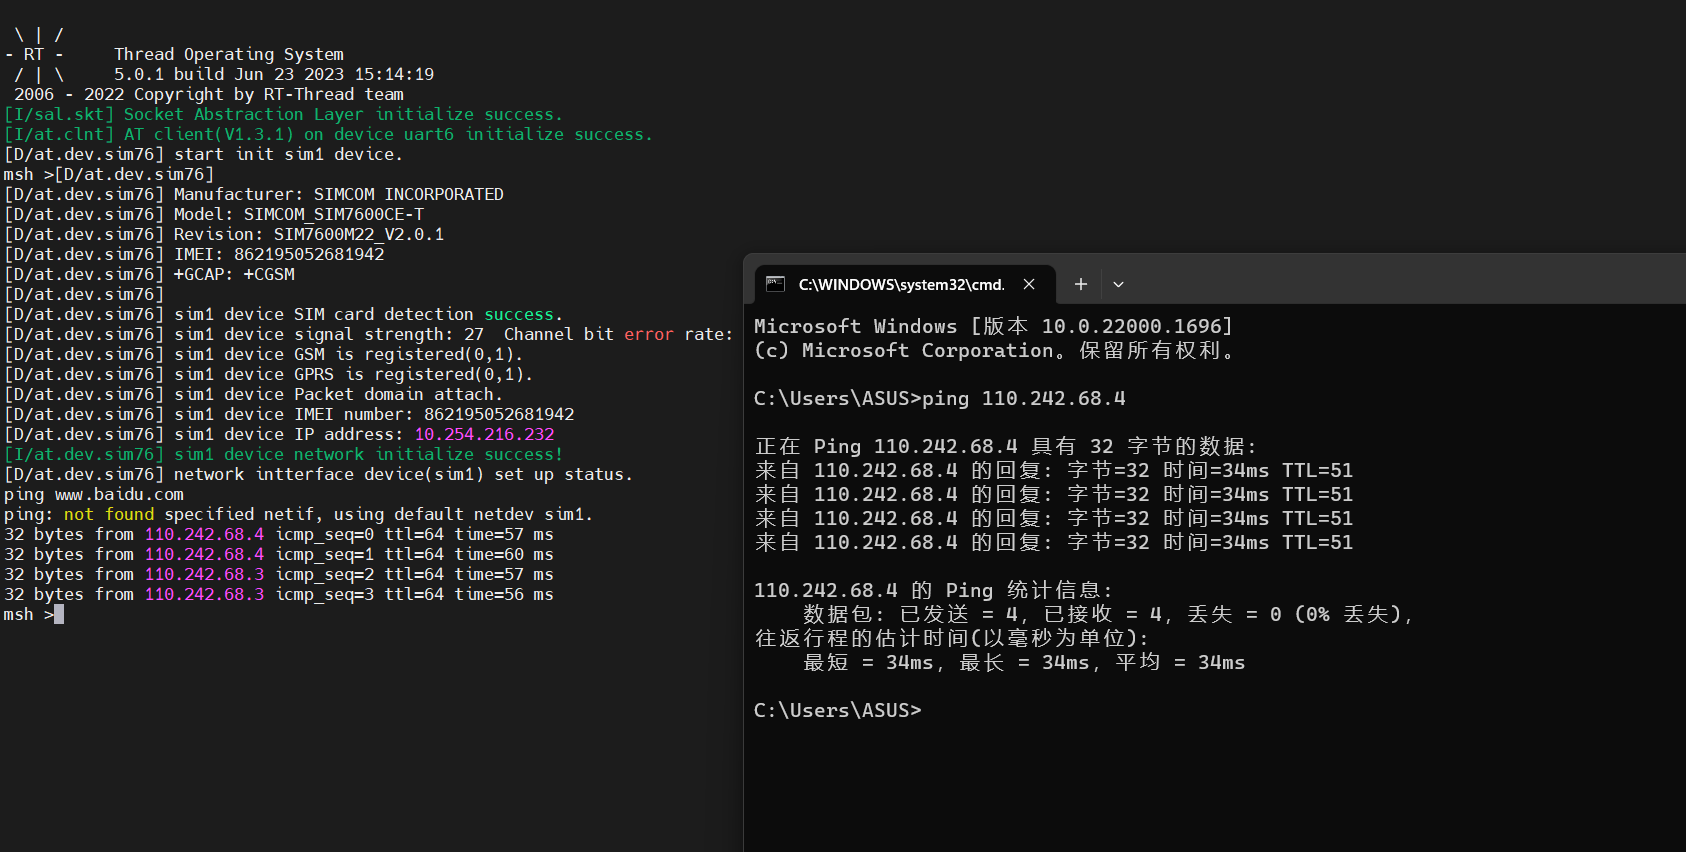 \ | /
- RT -     Thread Operating System
/ | \     5.0.1 build Jun 23 2023 15:14:19
2006 - 2022 Copyright by RT-Thread team
[I/sal.skt] Socket Abstraction Layer initialize success.
[I/at.clnt] AT client(V1.3.1) on device uart6 initialize success.
[D/at.dev.sim76] start init sim1 device.
msh >[D/at.dev.sim76]
[D/at.dev.sim76] Manufacturer: SIMCOM INCORPORATED
[D/at.dev.sim76] Model: SIMCOM_SIM7600CE-T
[D/at.dev.sim76] Revision: SIM7600M22_V2.0.1
[D/at.dev.sim76] IMEI: 862195052681942
[D/at.dev.sim76] +GCAP: +CGSM
[D/at.dev.sim76]
[D/at.dev.sim76] sim1 device SIM card detection success.
[D/at.dev.sim76] sim1 device signal strength: 27  Channel bit error rate:
[D/at.dev.sim76] sim1 device GSM is registered(0,1).
[D/at.dev.sim76] sim1 device GPRS is registered(0,1).
[D/at.dev.sim76] sim1 device Packet domain attach.
[D/at.dev.sim76] sim1 device IMEI number: 862195052681942
[D/at.dev.sim76] sim1 device IP address: 10.254.216.232
[I/at.dev.sim76] sim1 device network initialize success!
[D/at.dev.sim76] network intterface device(sim1) set up status.
ping www.baidu.com
ping: not found specified netif, using default netdev sim1.
32 bytes from 110.242.68.4 icmp_seq=0 ttl=64 time=57 ms
32 bytes from 110.242.68.4 icmp_seq=1 ttl=64 time=60 ms
32 bytes from 110.242.68.3 icmp_seq=2 ttl=64 time=57 ms
32 bytes from 110.242.68.3 icmp_seq=3 ttl=64 time=56 ms
msh >
C:\WINDOWS\system32\cmd.
Microsoft Windows [版本 10.0.22000.1696]
(c) Microsoft Corporation。保留所有权利。
C:\Users\ASUS>ping 110.242.68.4
正在 Ping 110.242.68.4 具有 32 字节的数据:
来自 110.242.68.4 的回复: 字节=32 时间=34ms TTL=51
来自 110.242.68.4 的回复: 字节=32 时间=34ms TTL=51
来自 110.242.68.4 的回复: 字节=32 时间=34ms TTL=51
来自 110.242.68.4 的回复: 字节=32 时间=34ms TTL=51
110.242.68.4 的 Ping 统计信息:
数据包: 已发送 = 4，已接收 = 4，丢失 = 0 (0% 丢失)，
往返行程的估计时间(以毫秒为单位):
最短 = 34ms，最长 = 34ms，平均 = 34ms
C:\Users\ASUS>